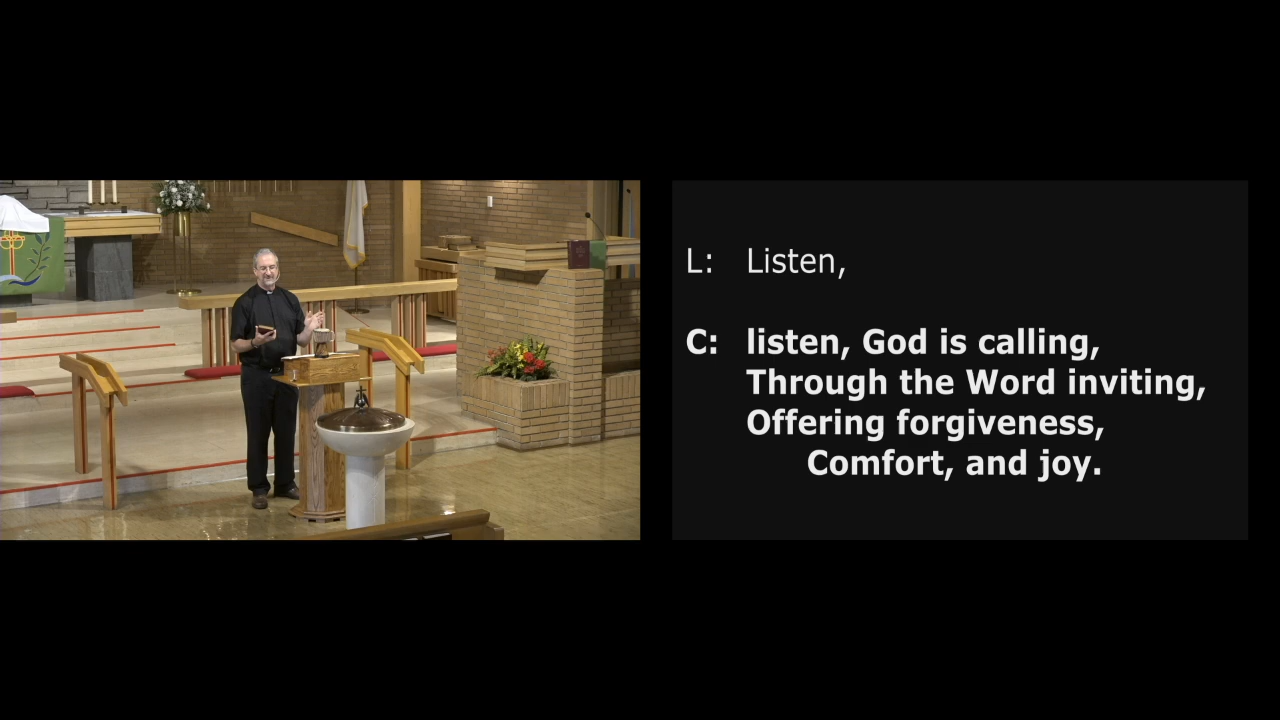 L: Listen,
C: listen, God is calling,
Through the Word inviting,
Offering forgiveness,
Comfort, and joy.